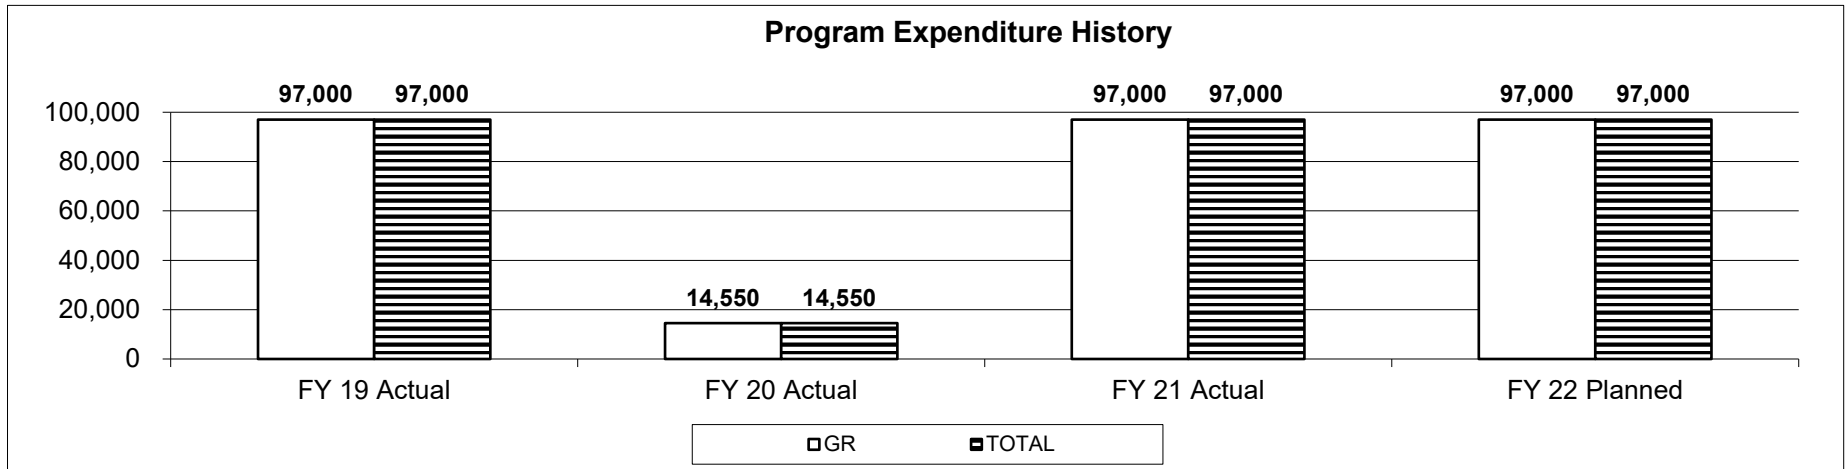 Program Expenditure History
97,000 97,000 97,000 97,000 97,000 97,000
100,000
80,000
60,000
40,000
14,550 14,550
20,000
0
FY 19 Actual FY 20 Actual FY 21 Actual FY 22 Planned
GR TOTAL